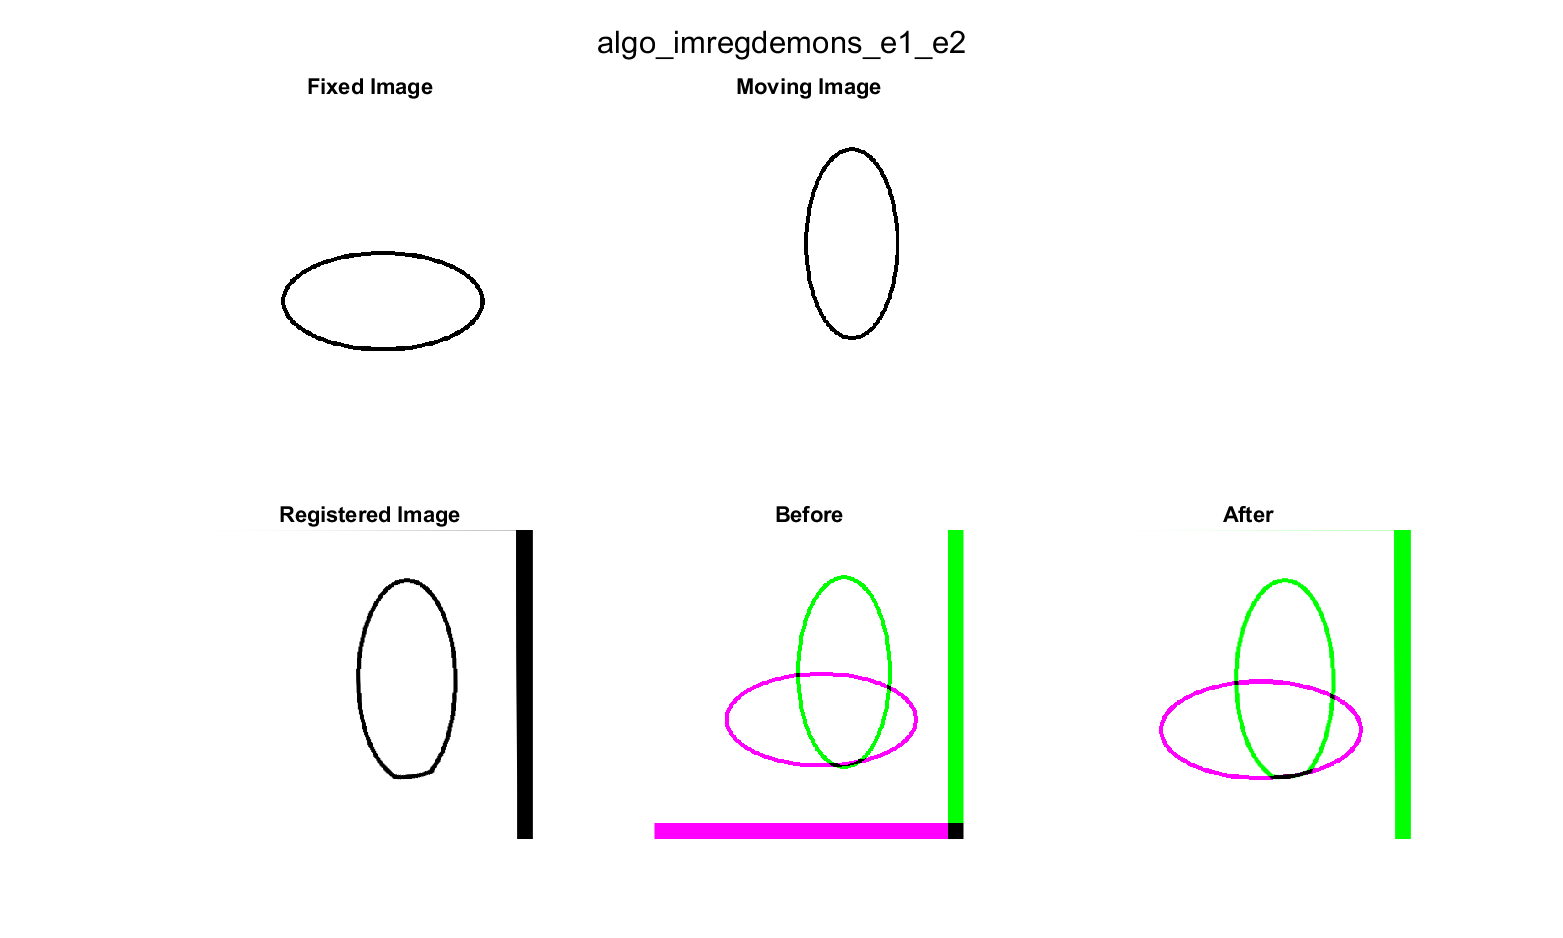 algo_imregdemons_e1_e2
Fixed Image
Moving Image
Registered Image
Before
After